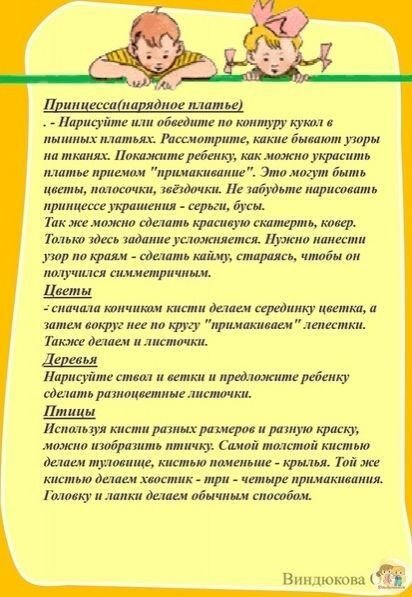 Принцесса(нарядное платье)
. - Нарисуйте или обведите по контуру кукол в
пышных платьях. Рассмотрите, какие бывают узоры
на тканях. Покажите ребенку, как можно украсить
платье приемом "примакивание". Это могут быть
цветы, полосочки, звёздочки. Не забудьте нарисовать
принцессе украшения - серьги, бусы.
Так же можно сделать красивую скатерть, ковер.
Только здесь задание усложняется. Нужно нанести
узор по краям - сделать кайму, стараясь, чтобы он
получился симметричным.
Цветы
- сначала кончиком кисти делаем серединку цветка, а
затем вокруг нее по кругу "примакиваем" лепестки.
Также делаем и листочки.
Деревья
Нарисуйте ствол и ветки и предложите ребенку
сделать разноцветные листочки.
Птицы
Используя кисти разных размеров и разную краску,
можно изобразить птичку. Самой толстой кистью
делаем туловище, кистью поменьше - крылья. Той же
кистью делаем хвостик - три - четыре примакивания.
Головку и лапки делаем обычным способом.
Виндюкова О